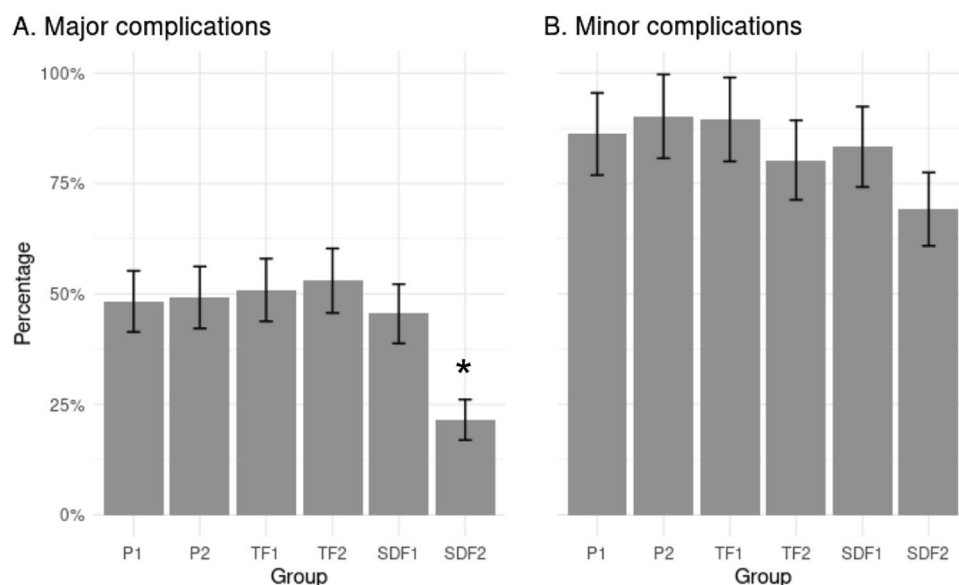 A. Major complications
B. Minor complications
Percentage
100%
75%
50%
25%
0%
*
P1 P2 TF1 TF2 SDF1 SDF2
Group
P1 P2 TF1 TF2 SDF1 SDF2
Group